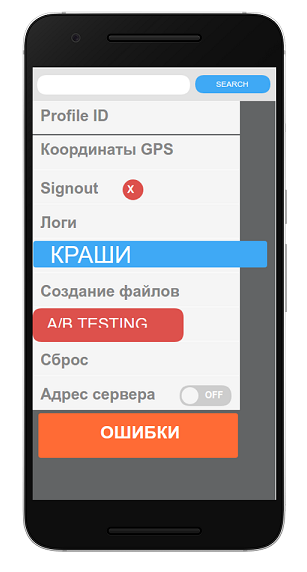 SEARCH
Profile ID
Координаты GPS
Signout X
Логи
КРАШИ
Создание файлов
A/B TESTING
Сброс
Адрес сервера OFF
ОШИБКИ